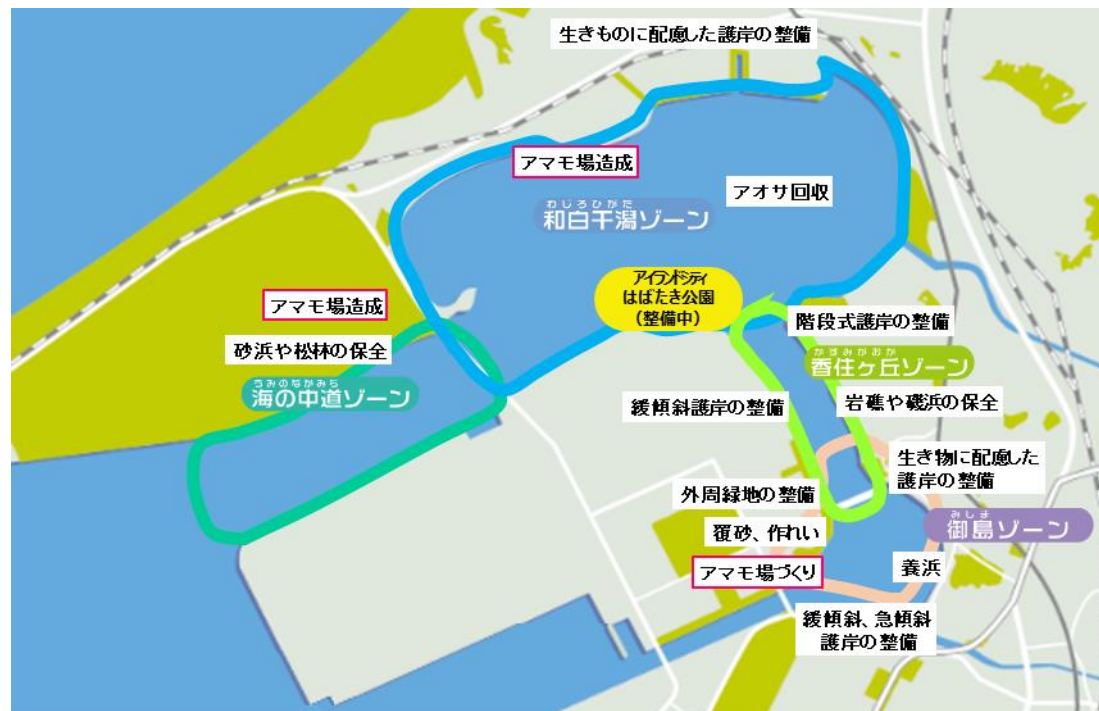 生きものに配慮した護岸の整備
アマモ場造成
アオサ回収
わじろひがた
和白干潟ゾーン
アイランドシティ
はばたき公園
(整備中)
アマモ場造成
砂浜や松林の保全
うみのなかみち
海の中道ゾーン
階段式護岸の整備
かすみがおか
香住ヶ丘ゾーン
緩傾斜護岸の整備
岩礁や磯浜の保全
生き物に配慮した
護岸の整備
外周緑地の整備
みしま
御島ゾーン
覆砂、作れい
アマモ場づくり
養浜
緩傾斜、急傾斜
護岸の整備